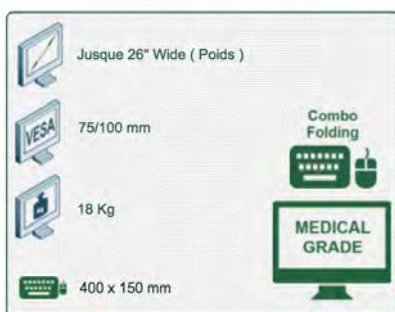 Jusque 26" Wide ( Poids )
VESA
75/100 mm
18 Kg
400 x 150 mm
Combo
Folding
MEDICAL
GRADE